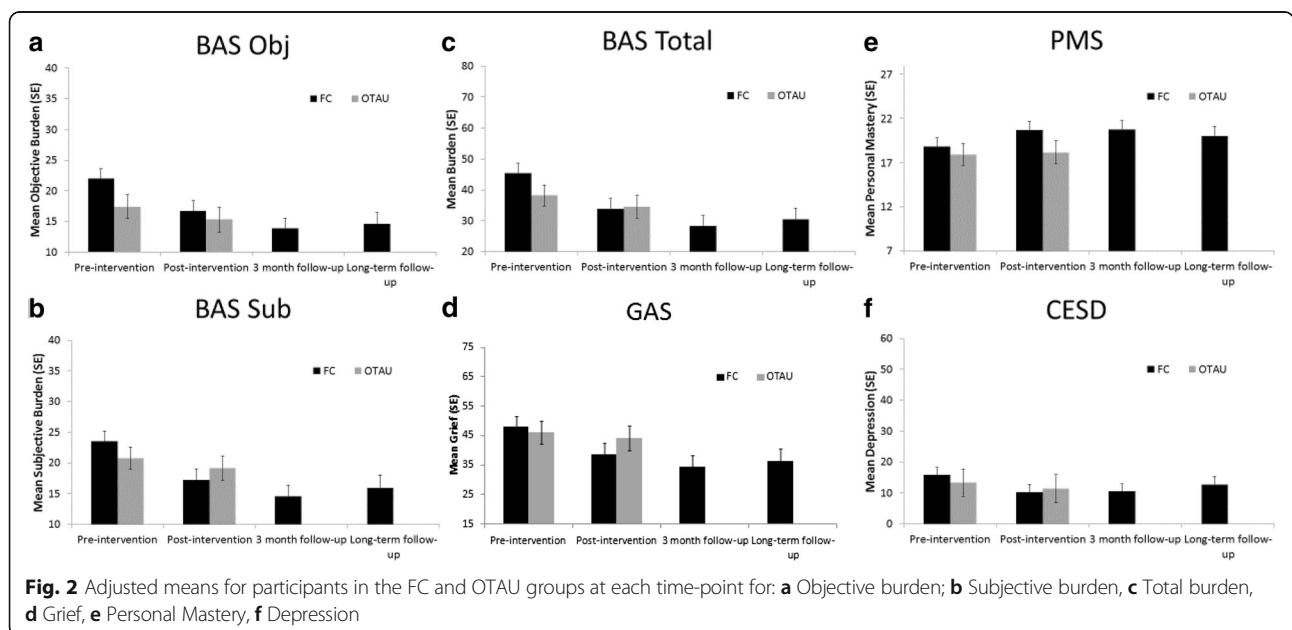 a
BAS Obj
Mean Objective Burden (SE)
40
35
30
25
20
15
10
FC OTAU
Pre-intervention Post-intervention 3 month follow-up Long-term follow-
up
c
BAS Total
Mean Burden (SE)
80
70
60
50
40
30
20
FC OTAU
Pre-intervention Post-intervention 3 month follow-up Long-term follow-
up
e
PMS
Mean Personal Mastery (SE)
27
22
17
12
7
FC OTAU
Pre-intervention Post-intervention 3 month follow-up Long-term follow-
up
b
BAS Sub
Mean Subjective Burden (SE)
40
35
30
25
20
15
10
FC OTAU
Pre-intervention Post-intervention 3 month follow-up Long-term follow-
up
d
GAS
Mean Grief (SE)
75
65
55
45
35
25
15
FC OTAU
Pre-intervention Post-intervention 3 month follow-up Long-term follow-
up
f
CESD
Mean Depression (SE)
60
50
40
30
20
10
0
FC OTAU
Pre-intervention Post-intervention 3 month follow-up Long-term follow-
up
Fig. 2 Adjusted means for participants in the FC and OTAU groups at each time-point for: a Objective burden; b Subjective burden, c Total burden,
d Grief, e Personal Mastery, f Depression